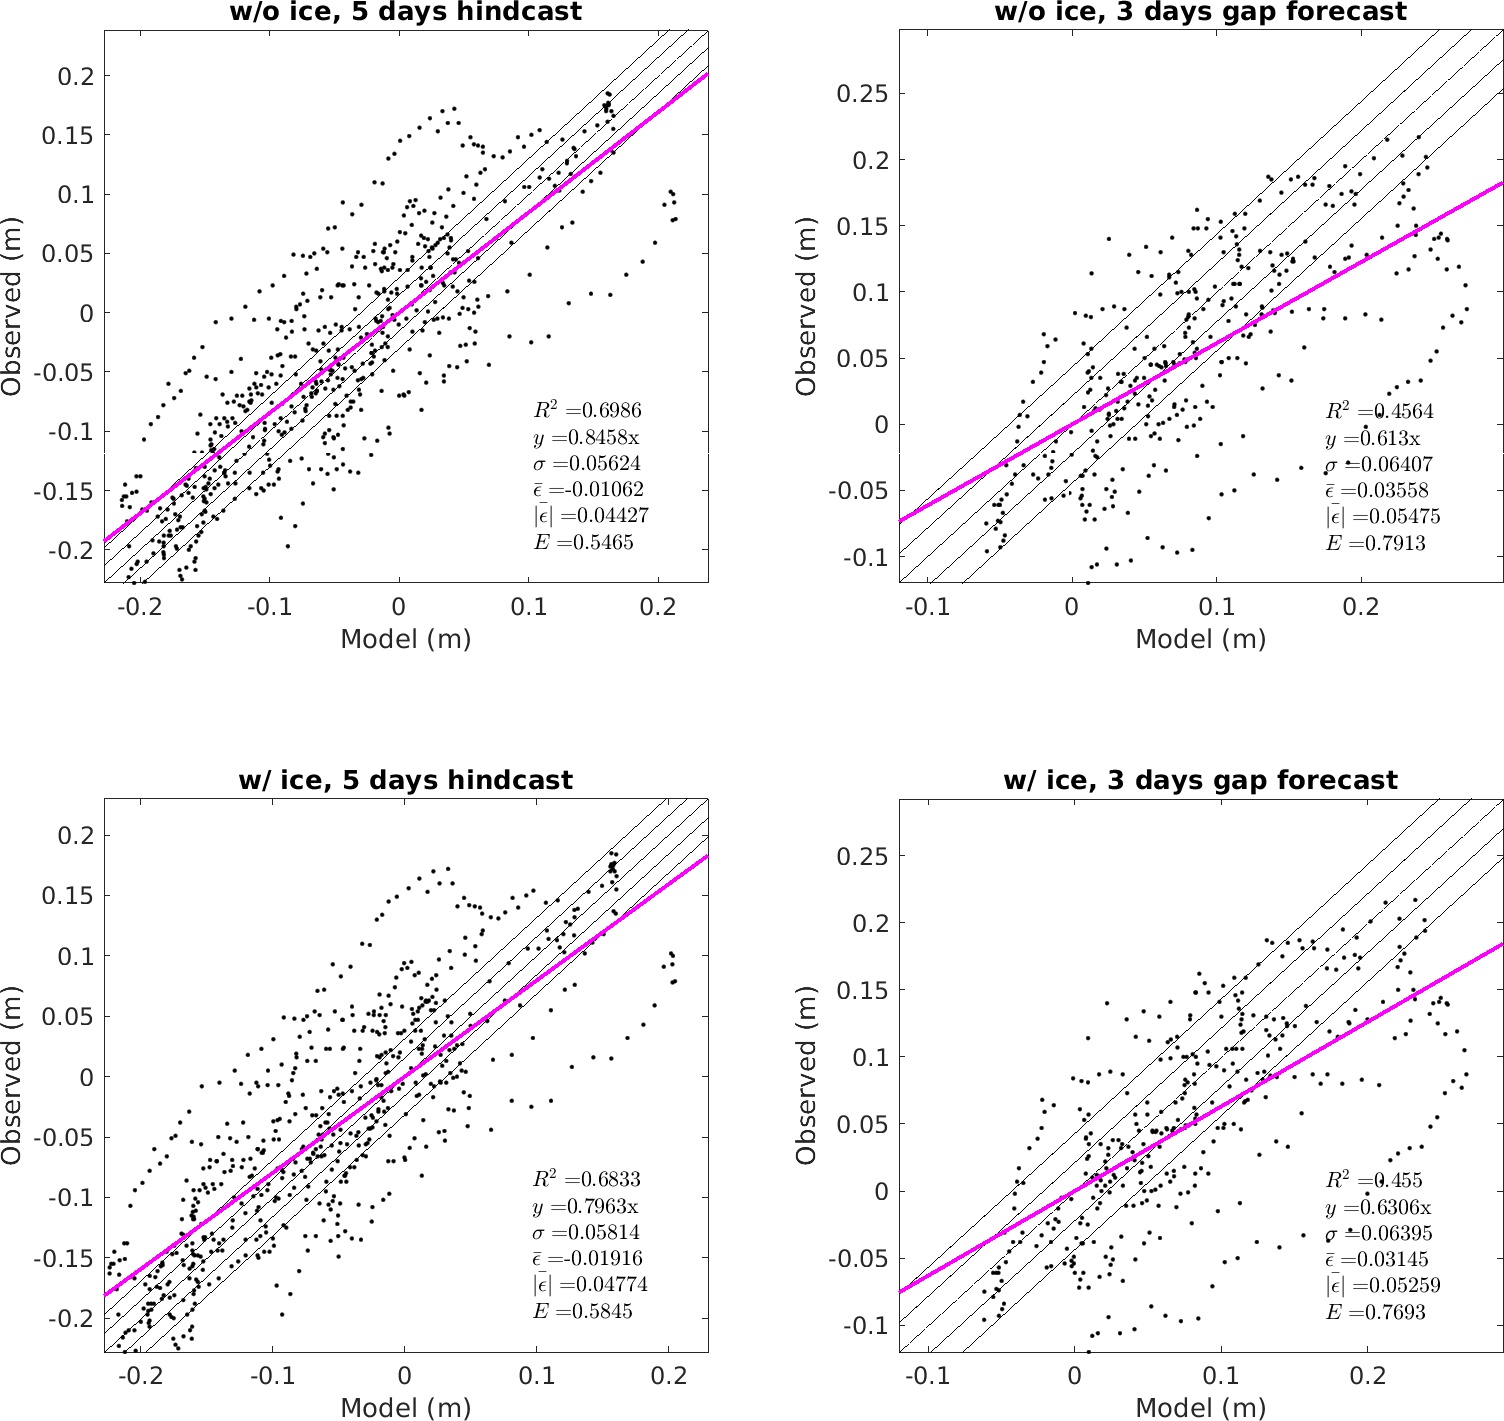 w/o ice, 5 days hindcast
Observed (m)
0.2
0.15
0.1
0.05
0
-0.05
-0.1
-0.15
-0.2
R² =0.6986
y =0.8458x
σ =0.05624
ϵ̄ =-0.01062
|ϵ̄| =0.04427
E =0.5465
-0.2 -0.1 0 0.1 0.2
Model (m)
w/o ice, 3 days gap forecast
Observed (m)
0.25
0.2
0.15
0.1
0.05
0
-0.05
-0.1
R² =0.4564
y =0.613x
σ =0.06407
ϵ̄ =0.03558
|ϵ̄| =0.05475
E =0.7913
-0.1 0 0.1 0.2
Model (m)
w/ ice, 5 days hindcast
Observed (m)
0.2
0.15
0.1
0.05
0
-0.05
-0.1
-0.15
-0.2
R² =0.6833
y =0.7963x
σ =0.05814
ϵ̄ =-0.01916
|ϵ̄| =0.04774
E =0.5845
-0.2 -0.1 0 0.1 0.2
Model (m)
w/ ice, 3 days gap forecast
Observed (m)
0.25
0.2
0.15
0.1
0.05
0
-0.05
-0.1
R² =0.455
y =0.6306x
σ =0.06395
ϵ̄ =0.03145
|ϵ̄| =0.05259
E =0.7693
-0.1 0 0.1 0.2
Model (m)